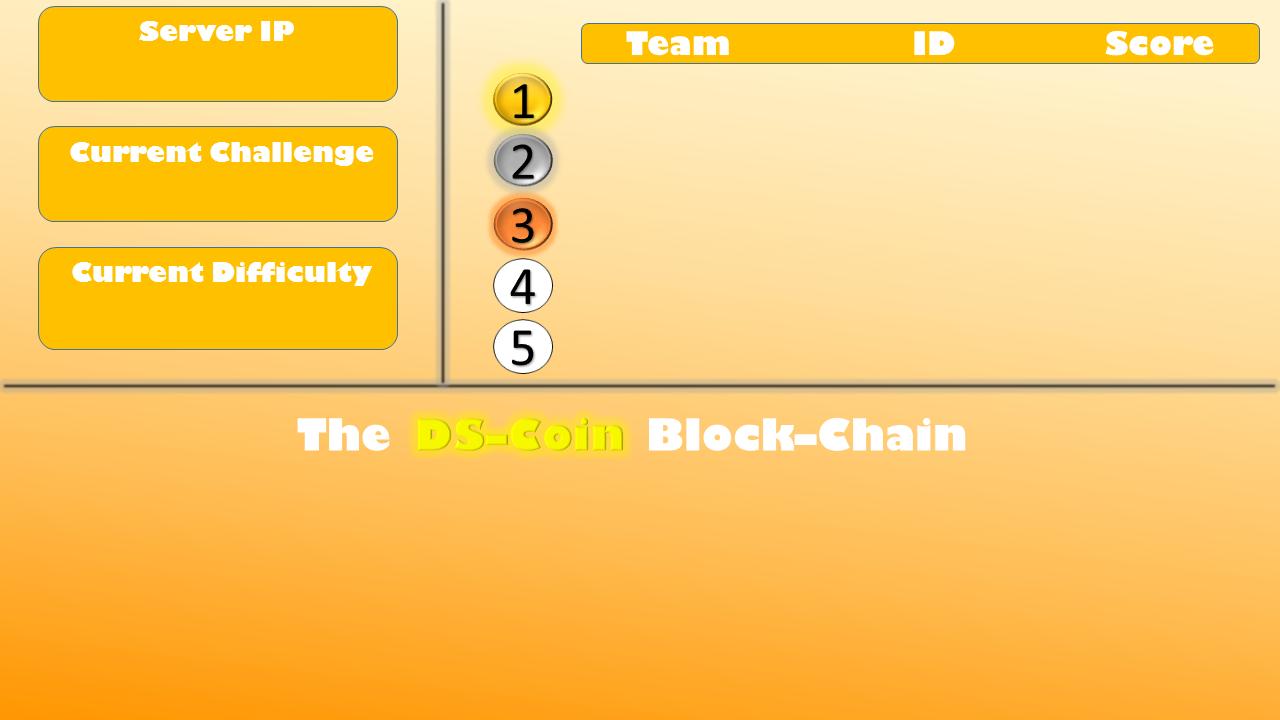 Server IP
Current Challenge
Current Difficulty
Team ID Score
1
2
3
4
5
The DS-Coin Block-Chain